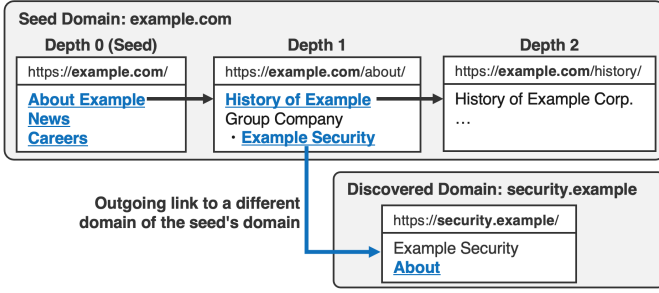 Seed Domain: example.com
Depth 0 (Seed)
https://example.com/
About Example
News
Careers
Depth 1
https://example.com/about/
History of Example
Group Company
・Example Security
Depth 2
https://example.com/history/
History of Example Corp.
…
Outgoing link to a different
domain of the seed's domain
Discovered Domain: security.example
https://security.example/
Example Security
About